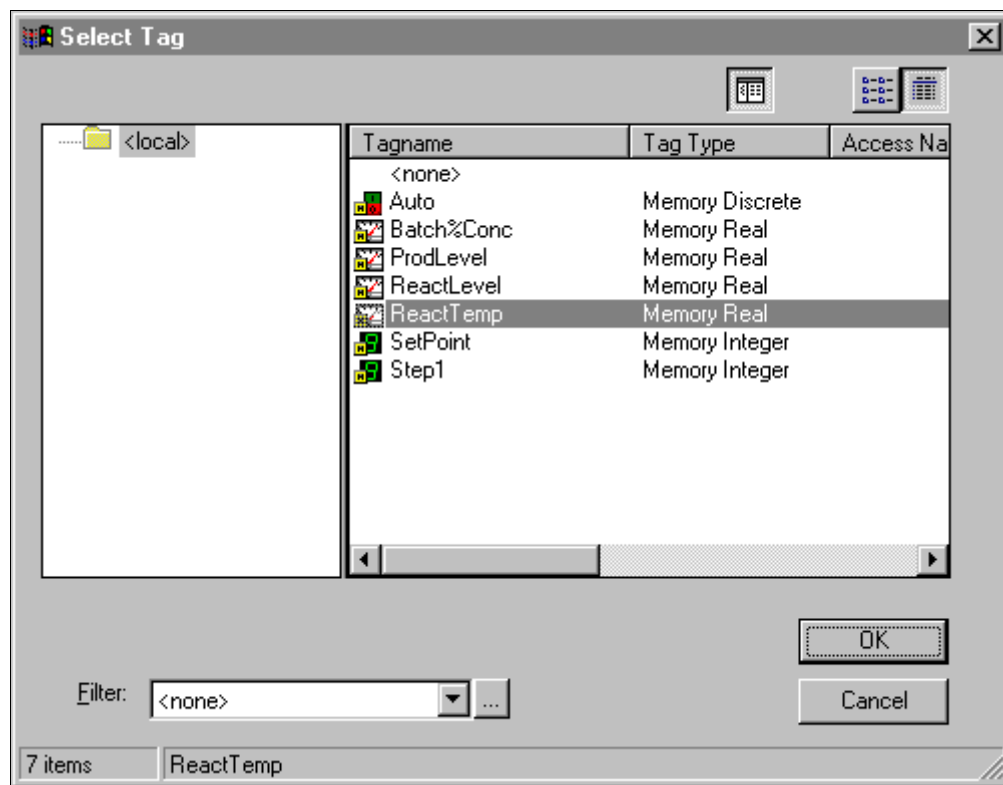 Select Tag
<local>
Tagname Tag Type Access Na
<none>
Auto Memory Discrete
Batch%Conc Memory Real
ProdLevel Memory Real
ReactLevel Memory Real
ReactTemp Memory Real
SetPoint Memory Integer
Step1 Memory Integer
OK
Filter: <none> ...
Cancel
7 items ReactTemp